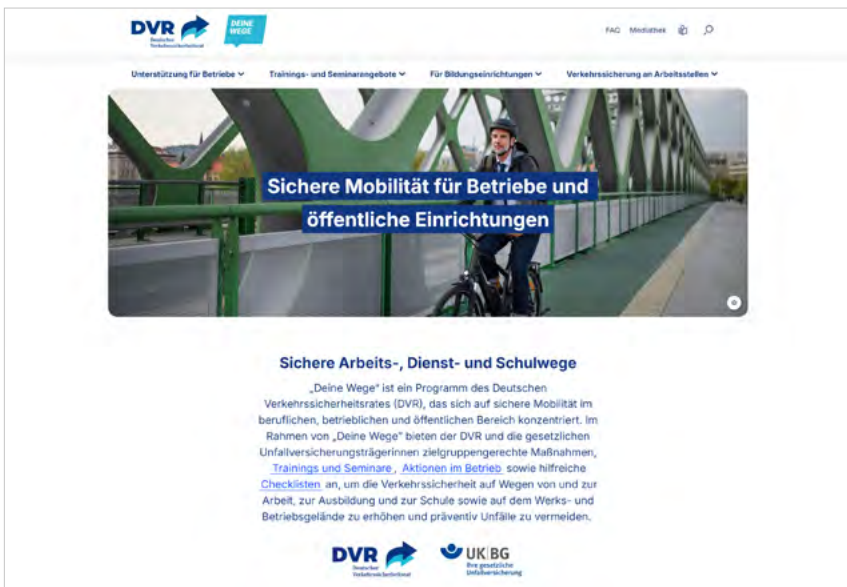 DVR
Deutscher
Verkehrssicherheitsrat
DEINE
WEGE
FAQ Mediathek
Unterstützung für Betriebe Trainings- und Seminarangebote Für Bildungseinrichtungen Verkehrssicherung an Arbeitsstellen
Sichere Mobilität für Betriebe und
öffentliche Einrichtungen
Sichere Arbeits-, Dienst- und Schulwege
„Deine Wege" ist ein Programm des Deutschen
Verkehrssicherheitsrates (DVR), das sich auf sichere Mobilität im
beruflichen, betrieblichen und öffentlichen Bereich konzentriert. Im
Rahmen von „Deine Wege" bieten der DVR und die gesetzlichen
Unfallversicherungsträgerinnen zielgruppengerechte Maßnahmen,
Trainings und Seminare, Aktionen im Betrieb sowie hilfreiche
Checklisten an, um die Verkehrssicherheit auf Wegen von und zur
Arbeit, zur Ausbildung und zur Schule sowie auf dem Werks- und
Betriebsgelände zu erhöhen und präventiv Unfälle zu vermeiden.
DVR
Deutscher
Verkehrssicherheitsrat
UK|BG
Ihre gesetzliche
Unfallversicherung